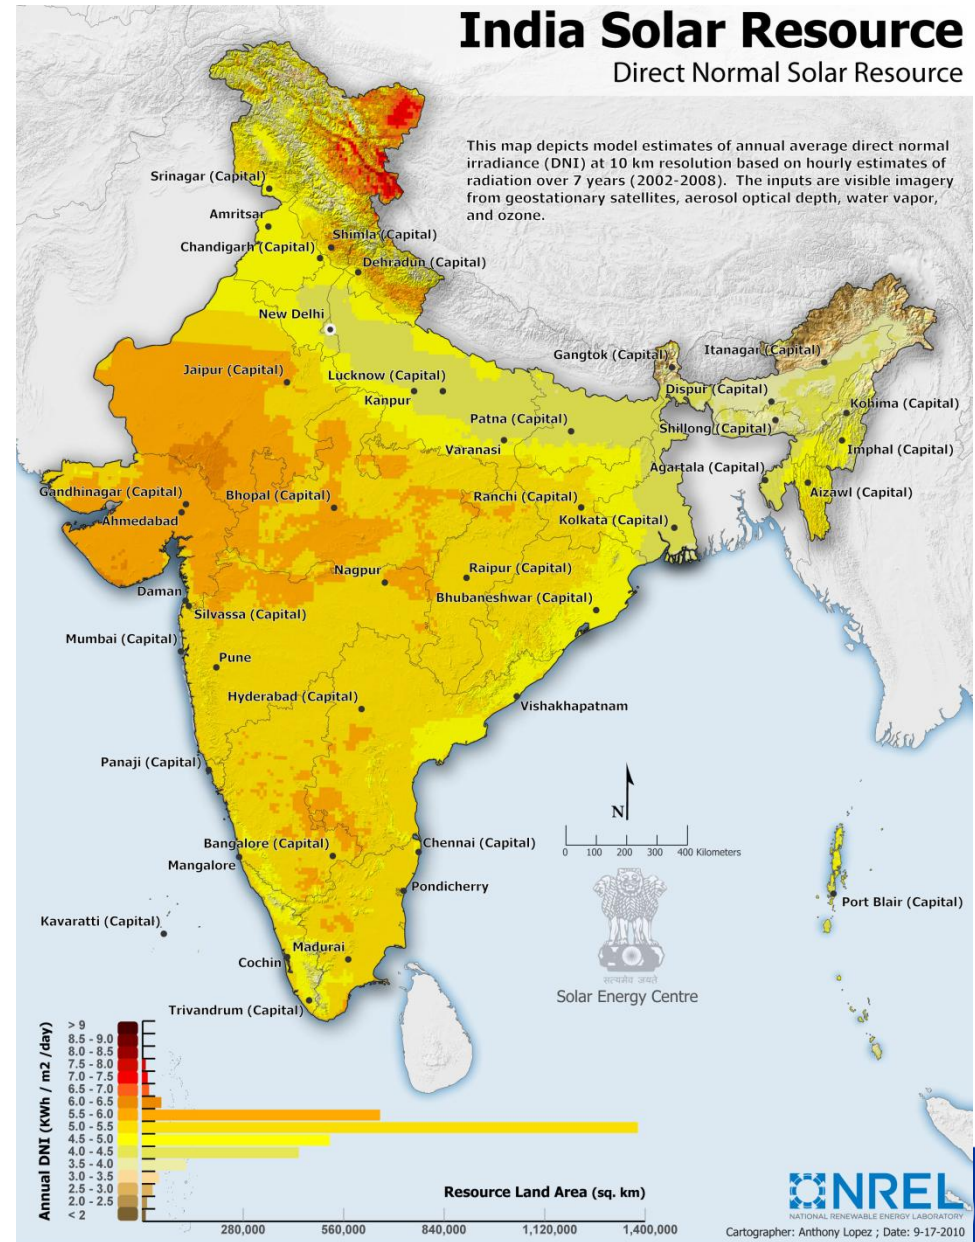 India Solar Resource
Direct Normal Solar Resource
This map depicts model estimates of annual average direct normal
irradiance (DNI) at 10 km resolution based on hourly estimates of
radiation over 7 years (2002-2008). The inputs are visible imagery
from geostationary satellites, aerosol optical depth, water vapor,
and ozone.
Srinagar (Capital)
Amritsar
Shimla (Capital)
Chandigarh (Capital)
Dehradun (Capital)
New Delhi
Gangtok (Capital)
Itanagar (Capital)
Jaipur (Capital)
Lucknow (Capital)
Kanpur
Dispur (Capital)
Kohima (Capital)
Patna (Capital)
Shillong (Capital)
Varanasi
Imphal (Capital)
Agartala (Capital)
Gandhinagar (Capital)
Bhopal (Capital)
Ranchi (Capital)
Aizawl (Capital)
Ahmedabad
Kolkata (Capital)
Nagpur
Raipur (Capital)
Daman
Bhubaneshwar (Capital)
Silvassa (Capital)
Mumbai (Capital)
Pune
Hyderabad (Capital)
Vishakhapatnam
Panaji (Capital)
N
Bangalore (Capital)
Chennai (Capital)
0 100 200 300 400 Kilometers
Mangalore
Pondicherry
Port Blair (Capital)
Kavaratti (Capital)
Madurai
Cochin
सत्यमेव जयते
Solar Energy Centre
Trivandrum (Capital)
Annual DNI (KWh / m2 /day)
> 9
8.5 - 9.0
8.0 - 8.5
7.5 - 8.0
7.0 - 7.5
6.5 - 7.0
6.0 - 6.5
5.5 - 6.0
5.0 - 5.5
4.5 - 5.0
4.0 - 4.5
3.5 - 4.0
3.0 - 3.5
2.5 - 3.0
2.0 - 2.5
< 2
Resource Land Area (sq. km)
280,000 560,000 840,000 1,120,000 1,400,000
NREL
NATIONAL RENEWABLE ENERGY LABORATORY
Cartographer: Anthony Lopez ; Date: 9-17-2010